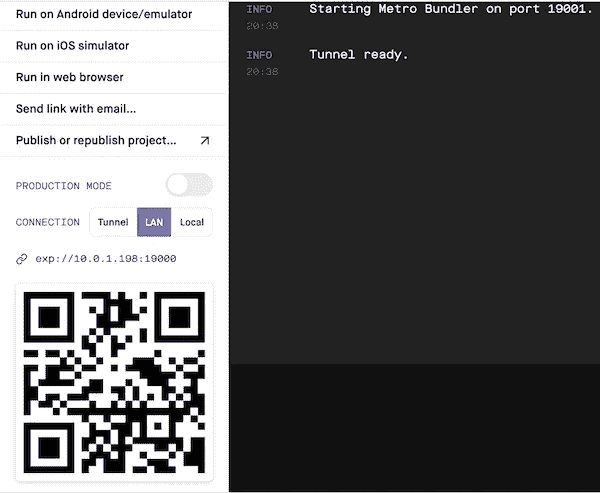 Run on Android device/emulator
Run on iOS simulator
Run in web browser
Send link with email...
Publish or republish project...
PRODUCTION MODE
CONNECTION Tunnel LAN Local
exp://10.0.1.198:19000
INFO Starting Metro Bundler on port 19001.
20:38
INFO Tunnel ready.
20:38